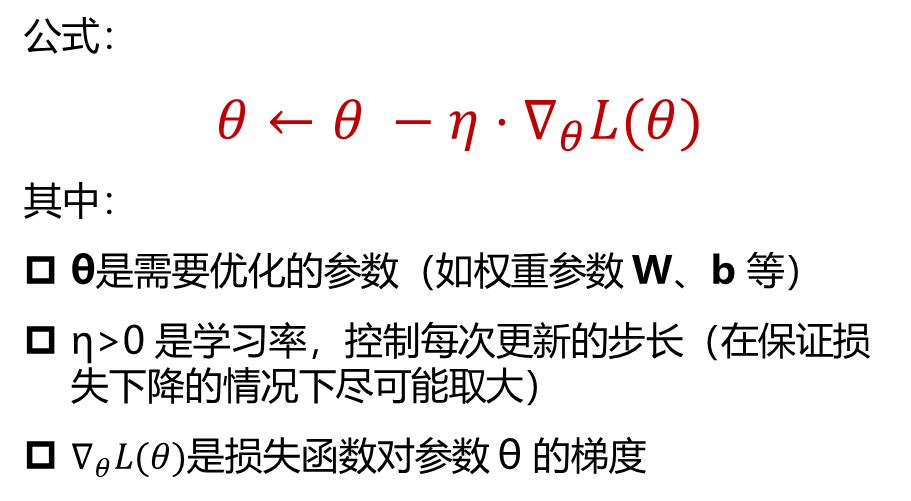 公式：
θ ← θ − η · ∇θL(θ)
其中：
θ是需要优化的参数（如权重参数 W、b 等）
η>0 是学习率，控制每次更新的步长（在保证损
失下降的情况下尽可能取大）
∇θL(θ)是损失函数对参数 θ 的梯度